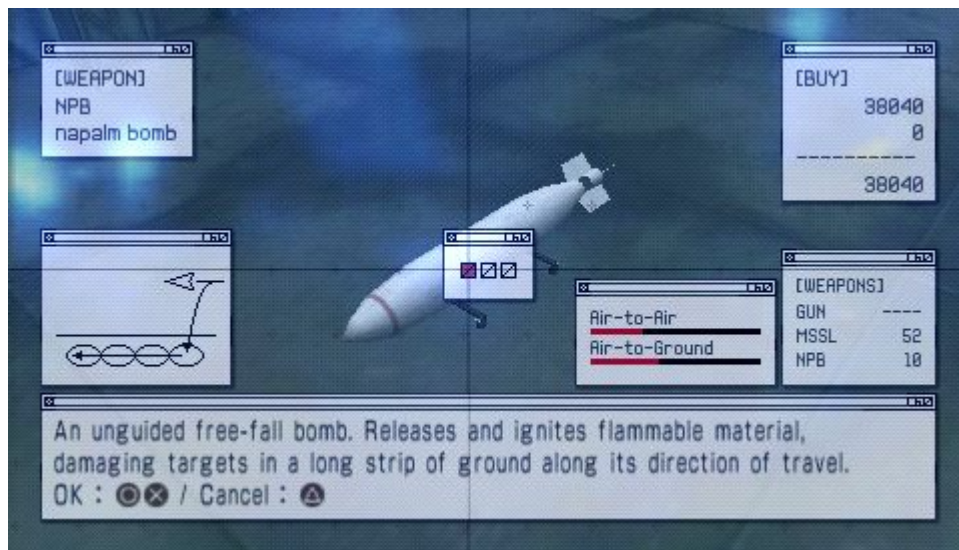 [WEAPON]
NPB
napalm bomb
[BUY]
38040
0
----------
38040
Air-to-Air
Air-to-Ground
[WEAPONS]
GUN ----
MSSL 52
NPB 10
An unguided free-fall bomb. Releases and ignites flammable material,
damaging targets in a long strip of ground along its direction of travel.
OK : ◎⊗ / Cancel : △